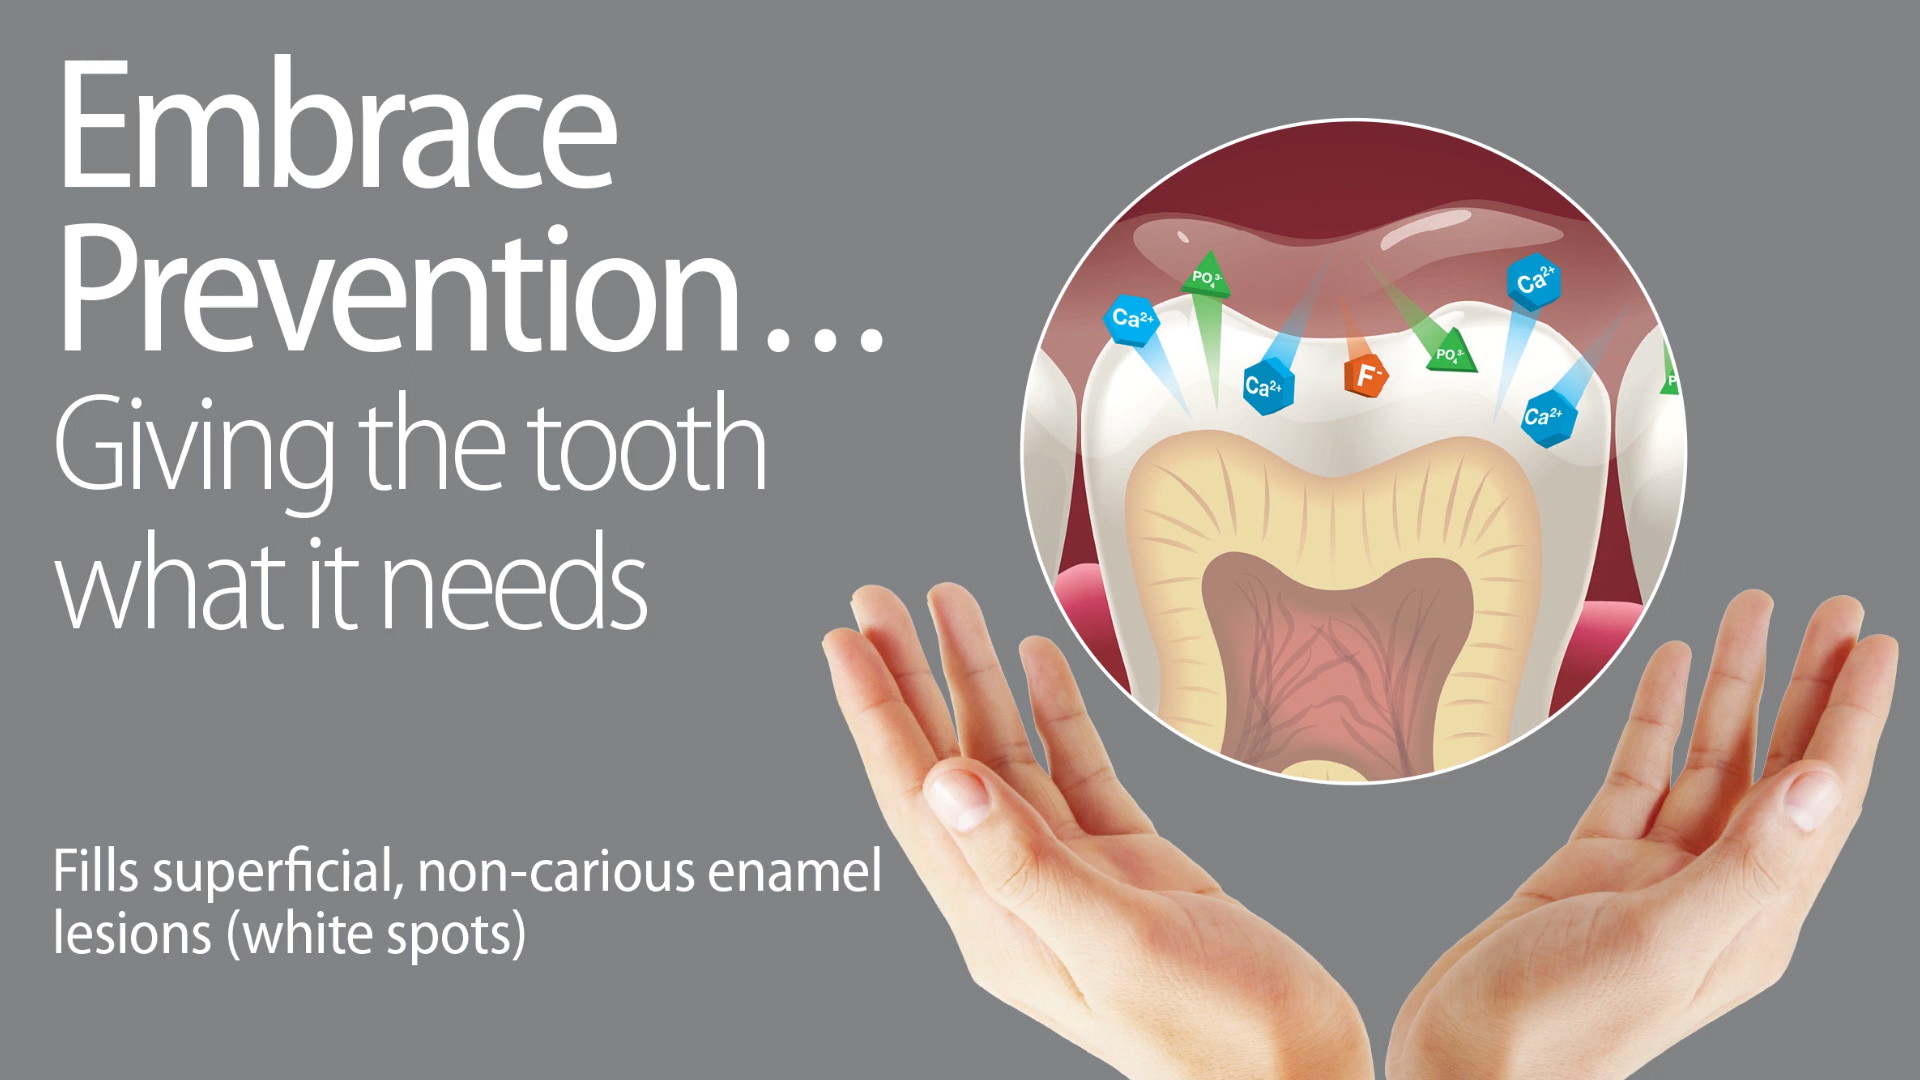 Embrace
Prevention...
Giving the tooth
what it needs
Fills superficial, non-carious enamel
lesions (white spots)
PO₄³⁻
Ca²⁺
Ca²⁺
Ca²⁺
F⁻
PO₄³⁻
Ca²⁺
P